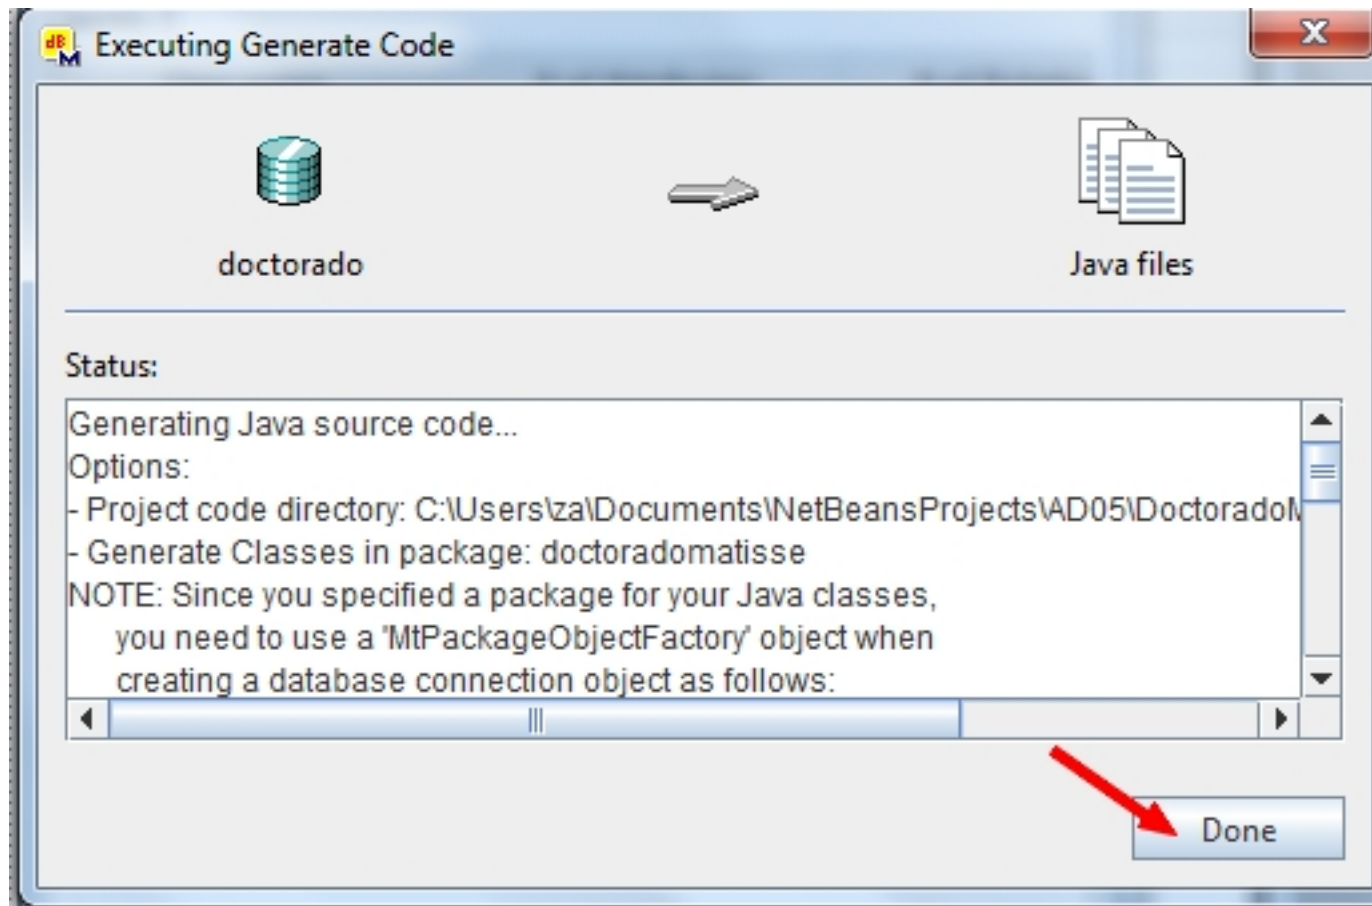 Executing Generate Code
doctorado
Java files
Status:
Generating Java source code...
Options:
- Project code directory: C:\Users\za\Documents\NetBeansProjects\AD05\Doctorado
- Generate Classes in package: doctoradomatisse
NOTE: Since you specified a package for your Java classes,
you need to use a 'MtPackageObjectFactory' object when
creating a database connection object as follows:
Done